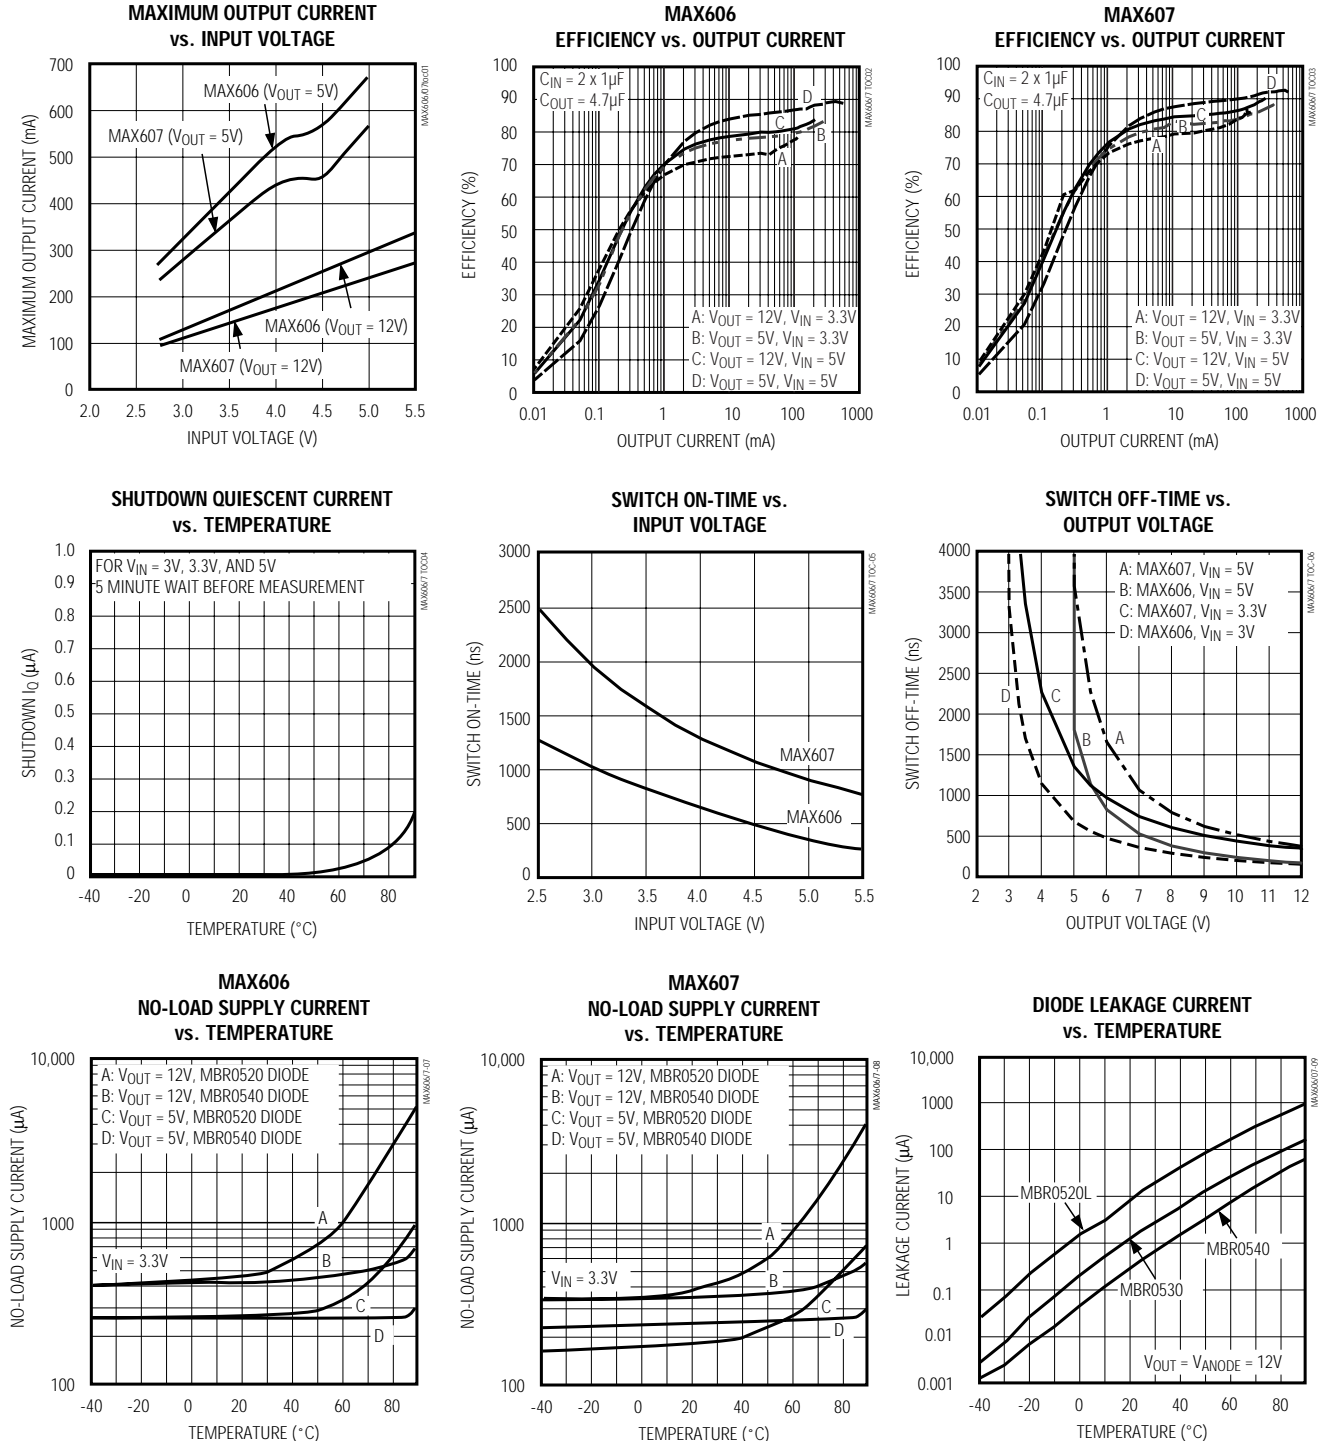 MAXIMUM OUTPUT CURRENT
vs. INPUT VOLTAGE
MAX606/07toc01
MAXIMUM OUTPUT CURRENT (mA)
700
600
500
400
300
200
100
0
MAX606 (VOUT = 5V)
MAX607 (VOUT = 5V)
MAX606 (VOUT = 12V)
MAX607 (VOUT = 12V)
2.0 2.5 3.0 3.5 4.0 4.5 5.0 5.5
INPUT VOLTAGE (V)
MAX606
EFFICIENCY vs. OUTPUT CURRENT
MAX606/7 TOC02
EFFICIENCY (%)
100
90
80
70
60
50
40
30
20
10
0
CIN = 2 x 1µF
COUT = 4.7µF
D
C
B
A
A: VOUT = 12V, VIN = 3.3V
B: VOUT = 5V, VIN = 3.3V
C: VOUT = 12V, VIN = 5V
D: VOUT = 5V, VIN = 5V
0.01 0.1 1 10 100 1000
OUTPUT CURRENT (mA)
MAX607
EFFICIENCY vs. OUTPUT CURRENT
MAX606/7 TOC03
EFFICIENCY (%)
100
90
80
70
60
50
40
30
20
10
0
CIN = 2 x 1µF
COUT = 4.7µF
D
C
B
A
A: VOUT = 12V, VIN = 3.3V
B: VOUT = 5V, VIN = 3.3V
C: VOUT = 12V, VIN = 5V
D: VOUT = 5V, VIN = 5V
0.01 0.1 1 10 100 1000
OUTPUT CURRENT (mA)
SHUTDOWN QUIESCENT CURRENT
vs. TEMPERATURE
MAX606/7 TOC04
SHUTDOWN IQ (µA)
1.0
0.9
0.8
0.7
0.6
0.5
0.4
0.3
0.2
0.1
0
FOR VIN = 3V, 3.3V, AND 5V
5 MINUTE WAIT BEFORE MEASUREMENT
-40 -20 0 20 40 60 80
TEMPERATURE (°C)
SWITCH ON-TIME vs.
INPUT VOLTAGE
MAX606/7 TOC-05
SWITCH ON-TIME (ns)
3000
2500
2000
1500
1000
500
0
MAX607
MAX606
2.5 3.0 3.5 4.0 4.5 5.0 5.5
INPUT VOLTAGE (V)
SWITCH OFF-TIME vs.
OUTPUT VOLTAGE
MAX606/7 TOC-06
SWITCH OFF-TIME (ns)
4000
3500
3000
2500
2000
1500
1000
500
0
A: MAX607, VIN = 5V
B: MAX606, VIN = 5V
C: MAX607, VIN = 3.3V
D: MAX606, VIN = 3V
D
C
B
A
2 3 4 5 6 7 8 9 10 11 12
OUTPUT VOLTAGE (V)
MAX606
NO-LOAD SUPPLY CURRENT
vs. TEMPERATURE
MAX606/7-07
NO-LOAD SUPPLY CURRENT (µA)
10,000
1000
100
A: VOUT = 12V, MBR0520 DIODE
B: VOUT = 12V, MBR0540 DIODE
C: VOUT = 5V, MBR0520 DIODE
D: VOUT = 5V, MBR0540 DIODE
A
VIN = 3.3V
B
C
D
-40 -20 0 20 40 60 80
TEMPERATURE (°C)
MAX607
NO-LOAD SUPPLY CURRENT
vs. TEMPERATURE
MAX606/7-08
NO-LOAD SUPPLY CURRENT (µA)
10,000
1000
100
A: VOUT = 12V, MBR0520 DIODE
B: VOUT = 12V, MBR0540 DIODE
C: VOUT = 5V, MBR0520 DIODE
D: VOUT = 5V, MBR0540 DIODE
A
VIN = 3.3V
B
C
D
-40 -20 0 20 40 60 80
TEMPERATURE (°C)
DIODE LEAKAGE CURRENT
vs. TEMPERATURE
MAX606/07-09
LEAKAGE CURRENT (µA)
10,000
1000
100
10
1
0.1
0.01
0.001
MBR0520L
MBR0540
MBR0530
VOUT = VANODE = 12V
-40 -20 0 20 40 60 80
TEMPERATURE (°C)